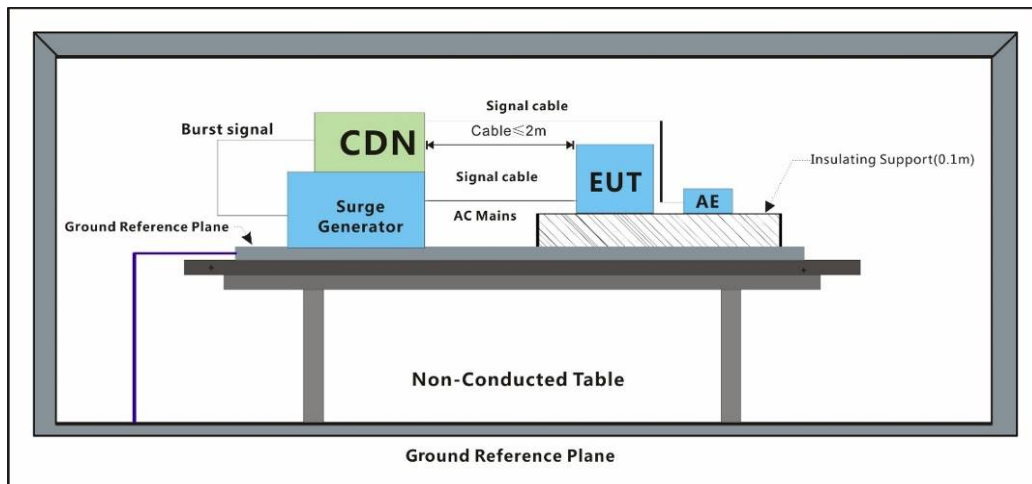 Signal cable
Burst signal
CDN
Cable≤2m
Insulating Support(0.1m)
EUT
Signal cable
Surge
Generator
AE
AC Mains
Ground Reference Plane
Non-Conducted Table
Ground Reference Plane